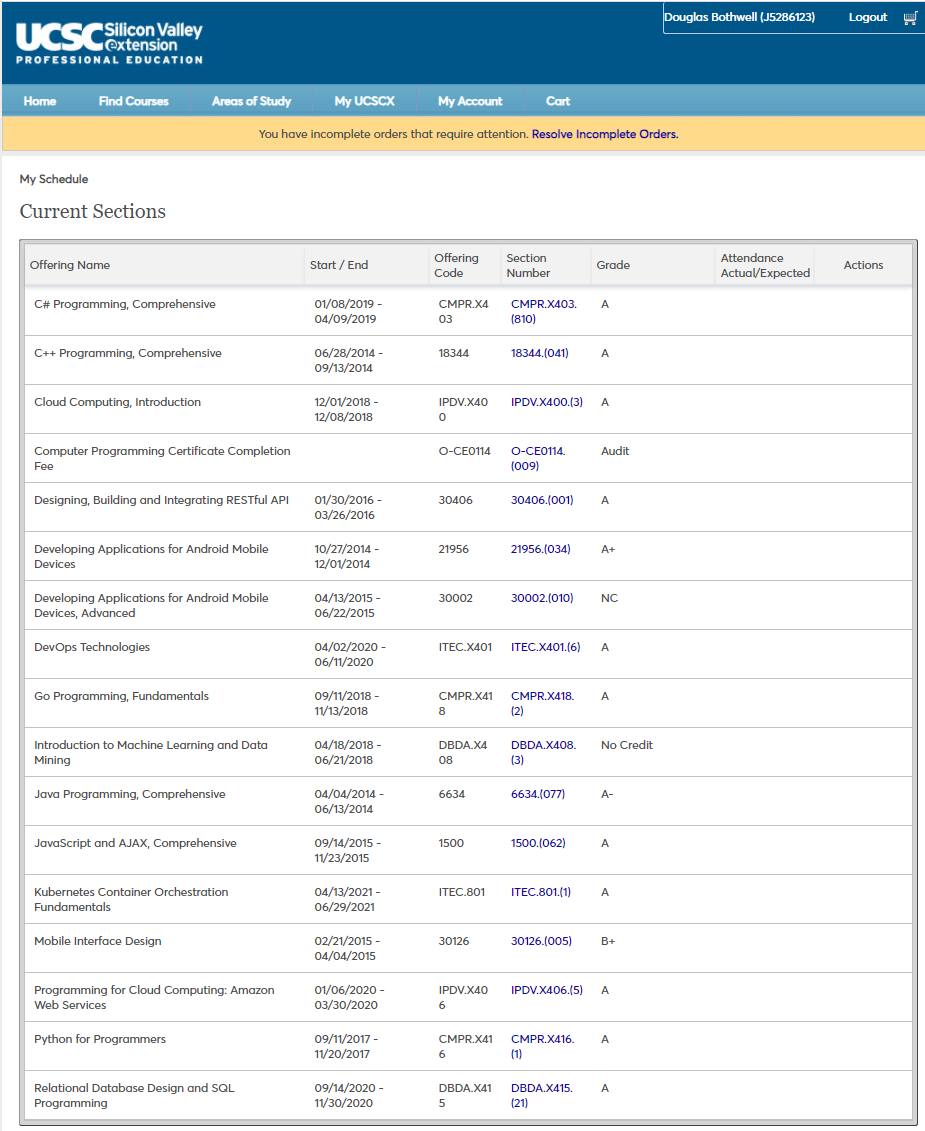 Douglas Bothwell (J5286123) Logout
UCSC Silicon Valley
extension
PROFESSIONAL EDUCATION
Home Find Courses Areas of Study My UCSCX My Account Cart
You have incomplete orders that require attention. Resolve Incomplete Orders.
My Schedule
Current Sections
Offering Name Start / End Offering Code Section Number Grade Attendance Actual/Expected Actions
C# Programming, Comprehensive 01/08/2019 - CMPR.X4 CMPR.X403. A
04/09/2019 03 (810)
C++ Programming, Comprehensive 06/28/2014 - 18344 18344.(041) A
09/13/2014
Cloud Computing, Introduction 12/01/2018 - IPDV.X40 IPDV.X400.(3) A
12/08/2018 0
Computer Programming Certificate Completion O-CE0114 O-CE0114. Audit
Fee (009)
Designing, Building and Integrating RESTful API 01/30/2016 - 30406 30406.(001) A
03/26/2016
Developing Applications for Android Mobile 10/27/2014 - 21956 21956.(034) A+
Devices 12/01/2014
Developing Applications for Android Mobile 04/13/2015 - 30002 30002.(010) NC
Devices, Advanced 06/22/2015
DevOps Technologies 04/02/2020 - ITEC.X401 ITEC.X401.(6) A
06/11/2020
Go Programming, Fundamentals 09/11/2018 - CMPR.X41 CMPR.X418. A
11/13/2018 8 (2)
Introduction to Machine Learning and Data 04/18/2018 - DBDA.X4 DBDA.X408. No Credit
Mining 06/21/2018 08 (3)
Java Programming, Comprehensive 04/04/2014 - 6634 6634.(077) A-
06/13/2014
JavaScript and AJAX, Comprehensive 09/14/2015 - 1500 1500.(062) A
11/23/2015
Kubernetes Container Orchestration 04/13/2021 - ITEC.801 ITEC.801.(1) A
Fundamentals 06/29/2021
Mobile Interface Design 02/21/2015 - 30126 30126.(005) B+
04/04/2015
Programming for Cloud Computing: Amazon 01/06/2020 - IPDV.X40 IPDV.X406.(5) A
Web Services 03/30/2020 6
Python for Programmers 09/11/2017 - CMPR.X41 CMPR.X416. A
11/20/2017 6 (1)
Relational Database Design and SQL 09/14/2020 - DBDA.X41 DBDA.X415. A
Programming 11/30/2020 5 (21)